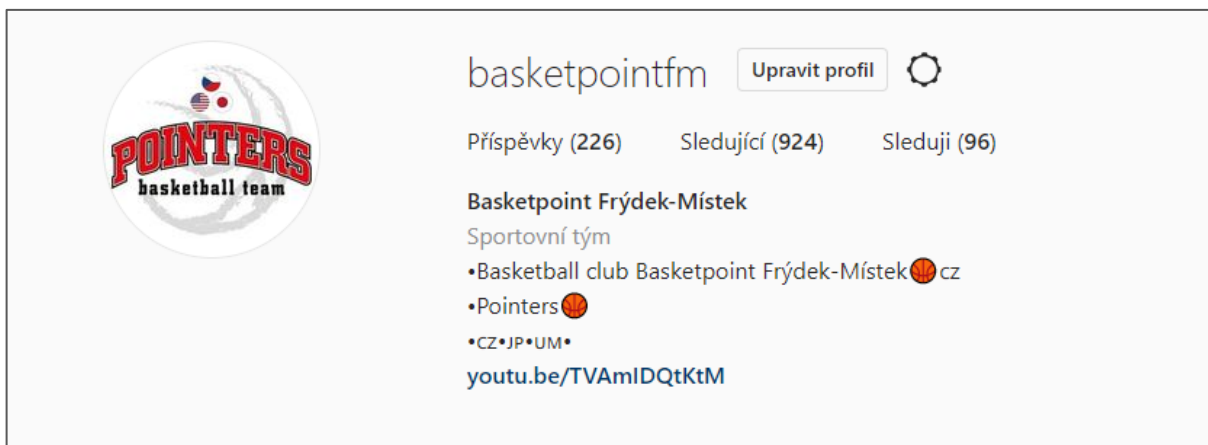 POINTERS
basketball team
basketpointfm Upravit profil
Příspěvky (226) Sledující (924) Sleduji (96)
Basketpoint Frýdek-Místek
Sportovní tým
•Basketball club Basketpoint Frýdek-Místek🏀cz
•Pointers🏀
•CZ•JP•UM•
youtu.be/TVAmIDQtKtM